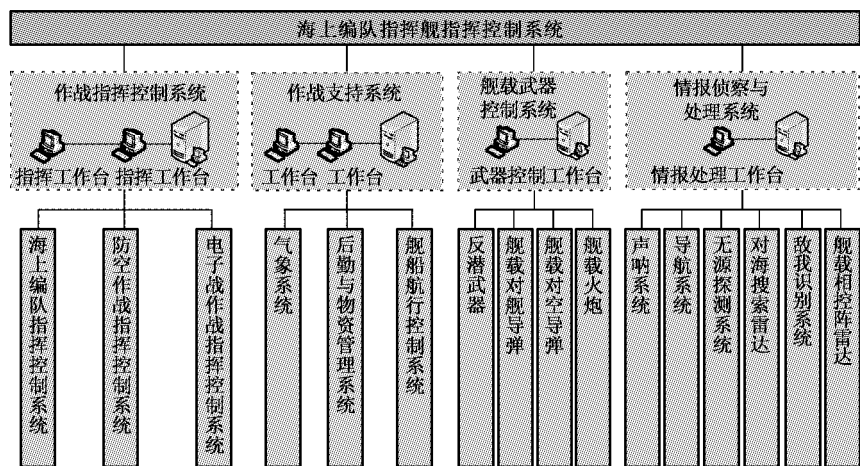 海上编队指挥舰指挥控制系统
作战指挥控制系统
指挥工作台 指挥工作台
作战支持系统
工作台 工作台
舰载武器
控制系统
武器控制工作台
情报侦察与
处理系统
情报处理工作台
海上编队指挥控制系统
防空作战指挥控制系统
电子战作战指挥控制系统
气象系统
后勤与物资管理系统
舰船航行控制系统
反潜武器
舰载对舰导弹
舰载对空导弹
舰载火炮
声呐系统
导航系统
无源探测系统
对海搜索雷达
敌我识别系统
舰载相控阵雷达